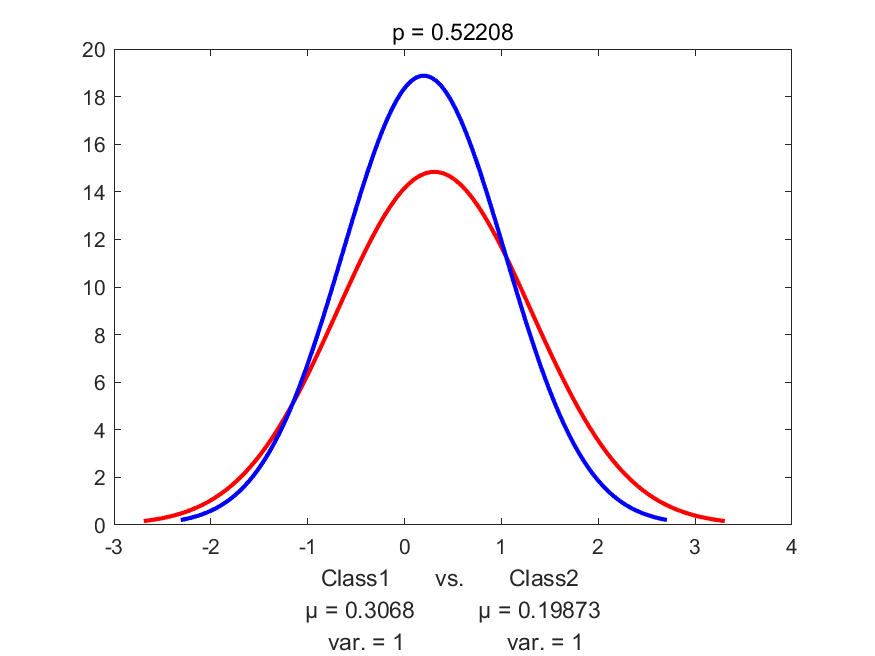 p = 0.52208
20
18
16
14
12
10
8
6
4
2
0
-3 -2 -1 0 1 2 3 4
Class1 vs. Class2
μ = 0.3068 μ = 0.19873
var. = 1 var. = 1